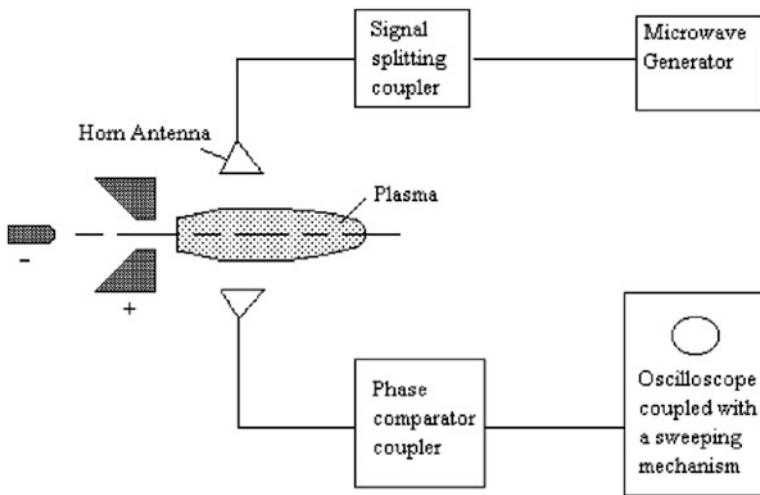 Signal
splitting
coupler
Microwave
Generator
Horn Antenna
Plasma
-
+
Phase
comparator
coupler
Oscilloscope
coupled with
a sweeping
mechanism